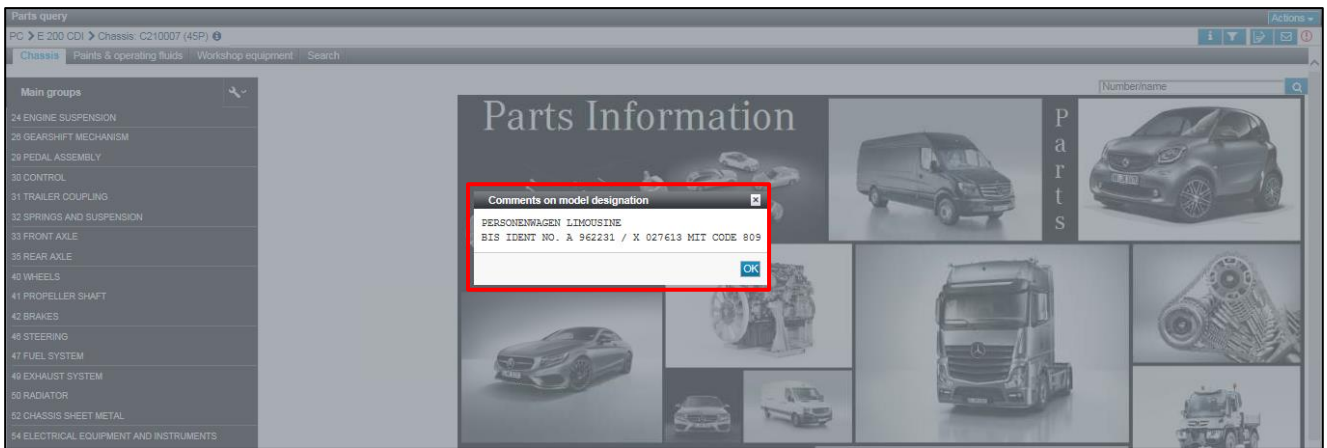 Parts query
Actions
PC > E 200 CDI > Chassis: C210007 (45P)
Chassis Paints & operating fluids Workshop equipment Search
Main groups
Number/name
24 ENGINE SUSPENSION
26 GEARSHIFT MECHANISM
29 PEDAL ASSEMBLY
30 CONTROL
31 TRAILER COUPLING
32 SPRINGS AND SUSPENSION
33 FRONT AXLE
35 REAR AXLE
40 WHEELS
41 PROPELLER SHAFT
42 BRAKES
46 STEERING
47 FUEL SYSTEM
49 EXHAUST SYSTEM
50 RADIATOR
52 CHASSIS SHEET METAL
54 ELECTRICAL EQUIPMENT AND INSTRUMENTS
Parts Information
Parts
Comments on model designation
PERSONENWAGEN LIMOUSINE
BIS IDENT NO. A 962231 / X 027613 MIT CODE 809
OK